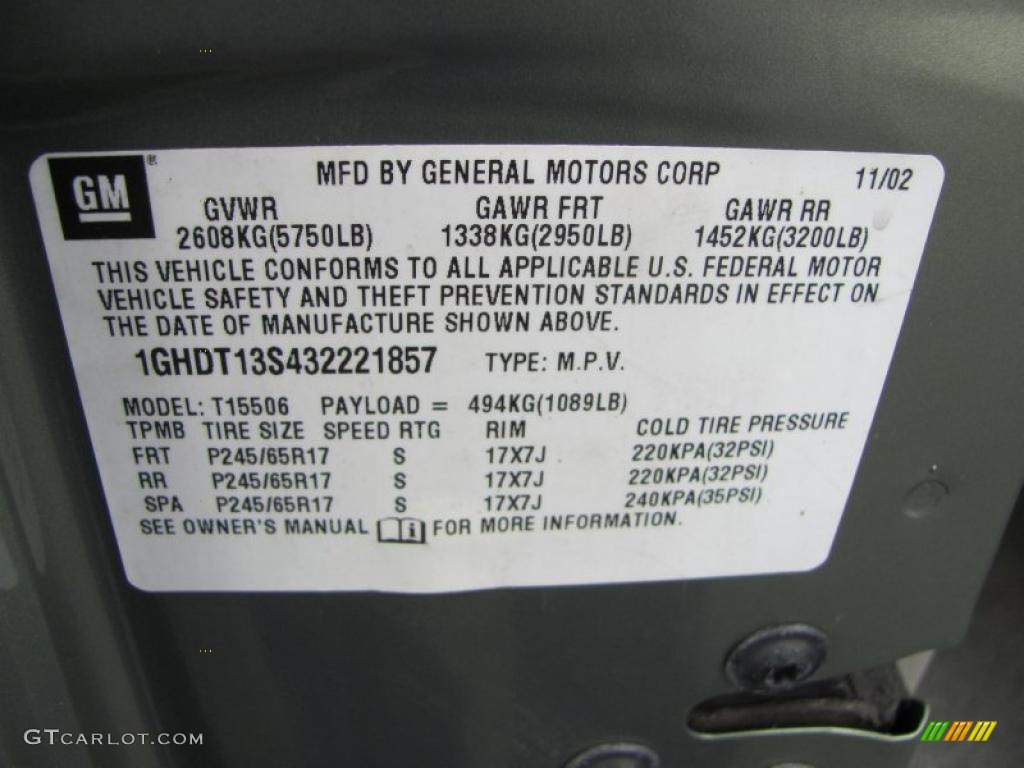 GM ®
MFD BY GENERAL MOTORS CORP 11/02
GVWR GAWR FRT GAWR RR
2608KG(5750LB) 1338KG(2950LB) 1452KG(3200LB)
THIS VEHICLE CONFORMS TO ALL APPLICABLE U.S. FEDERAL MOTOR
VEHICLE SAFETY AND THEFT PREVENTION STANDARDS IN EFFECT ON
THE DATE OF MANUFACTURE SHOWN ABOVE.
1GHDT13S432221857 TYPE: M.P.V.
MODEL: T15506 PAYLOAD = 494KG(1089LB)
TPMB TIRE SIZE SPEED RTG RIM COLD TIRE PRESSURE
FRT P245/65R17 S 17X7J 220KPA(32PSI)
RR P245/65R17 S 17X7J 220KPA(32PSI)
SPA P245/65R17 S 17X7J 240KPA(35PSI)
SEE OWNER'S MANUAL i FOR MORE INFORMATION.
GTCARLOT.COM